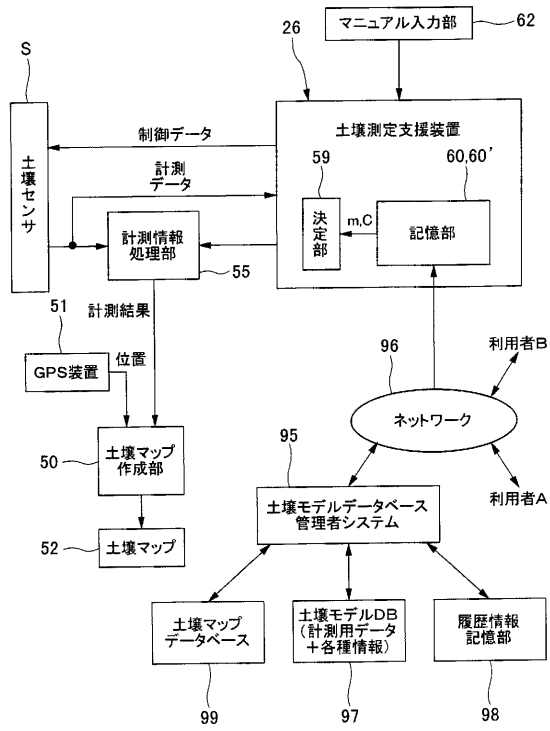 マニュアル入力部
62
26
S
土壌センサ
制御データ
計測
データ
土壌測定支援装置
59
60,60'
決定部
m,C
記憶部
計測情報
処理部
55
計測結果
51
GPS装置
位置
96
利用者B
ネットワーク
利用者A
50
土壌マップ
作成部
95
土壌モデルデータベース
管理者システム
52
土壌マップ
土壌マップ
データベース
99
土壌モデルDB
(計測用データ
+各種情報)
97
履歴情報
記憶部
98